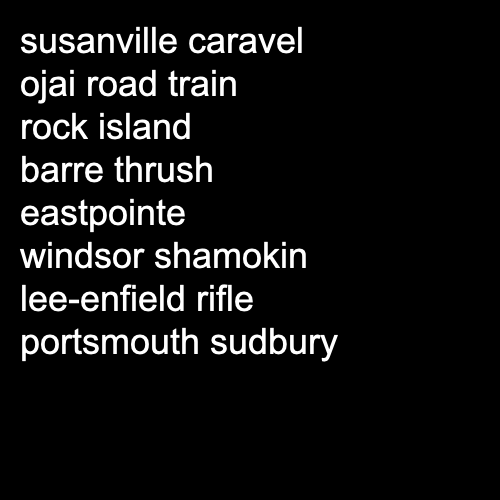 susanville caravel
ojai road train
rock island
barre thrush
eastpointe
windsor shamokin
lee-enfield rifle
portsmouth sudbury